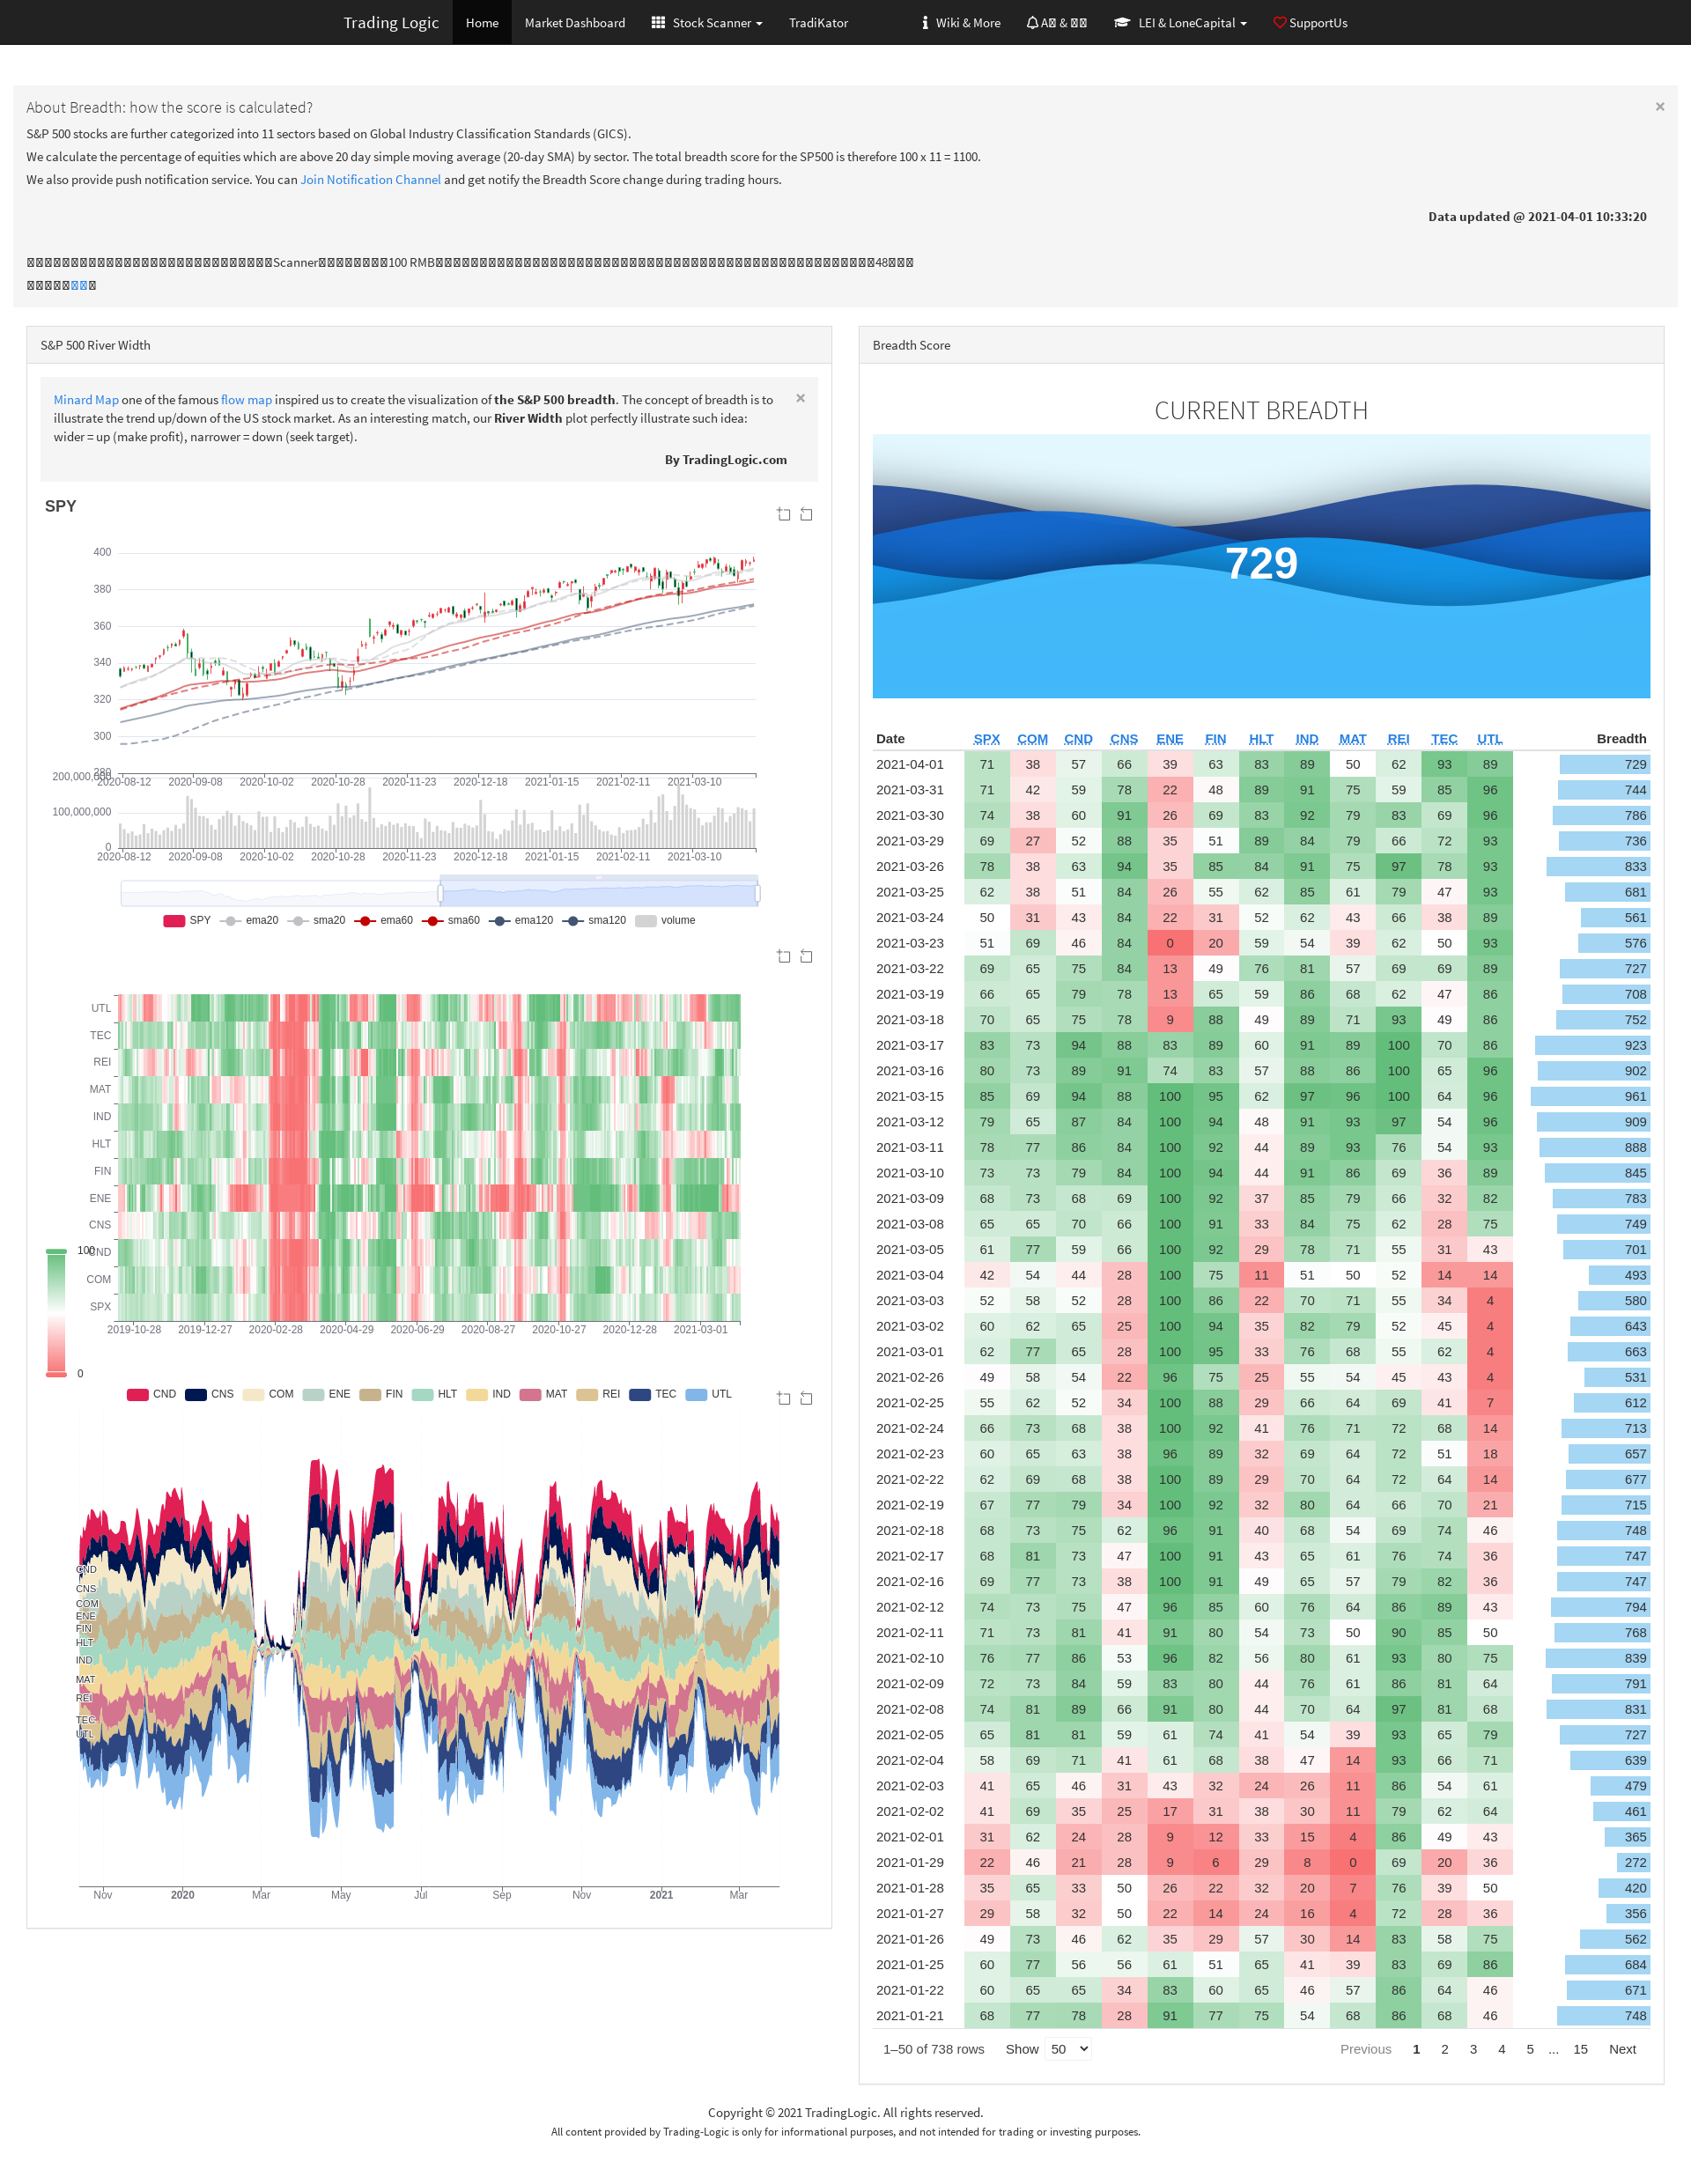 Trading Logic Home Market Dashboard Stock Scanner TradiKator Wiki & More A & LEI & LoneCapital SupportUs
About Breadth: how the score is calculated? ×
S&P 500 stocks are further categorized into 11 sectors based on Global Industry Classification Standards (GICS).
We calculate the percentage of equities which are above 20 day simple moving average (20-day SMA) by sector. The total breadth score for the SP500 is therefore 100 x 11 = 1100.
We also provide push notification service. You can Join Notification Channel and get notify the Breadth Score change during trading hours.
Data updated @ 2021-04-01 10:33:20
Scanner 100 RMB 48
S&P 500 River Width
Minard Map one of the famous flow map inspired us to create the visualization of the S&P 500 breadth. The concept of breadth is to ×
illustrate the trend up/down of the US stock market. As an interesting match, our River Width plot perfectly illustrate such idea:
wider = up (make profit), narrower = down (seek target).
By TradingLogic.com
SPY
400
380
360
340
320
300
280
2020-08-12 2020-09-08 2020-10-02 2020-10-28 2020-11-23 2020-12-18 2021-01-15 2021-02-11 2021-03-10
200,000,000
100,000,000
0
2020-08-12 2020-09-08 2020-10-02 2020-10-28 2020-11-23 2020-12-18 2021-01-15 2021-02-11 2021-03-10
SPY ema20 sma20 ema60 sma60 ema120 sma120 volume
UTL
TEC
REI
MAT
IND
HLT
FIN
ENE
CNS
CND
COM
SPX
100
0
2019-10-28 2019-12-27 2020-02-28 2020-04-29 2020-06-29 2020-08-27 2020-10-27 2020-12-28 2021-03-01
CND CNS COM ENE FIN HLT IND MAT REI TEC UTL
CND
CNS
COM
ENE
FIN
HLT
IND
MAT
REI
TEC
UTL
Nov 2020 Mar May Jul Sep Nov 2021 Mar
Breadth Score
CURRENT BREADTH
729
Date SPX COM CND CNS ENE FIN HLT IND MAT REI TEC UTL Breadth
2021-04-01 71 38 57 66 39 63 83 89 50 62 93 89 729
2021-03-31 71 42 59 78 22 48 89 91 75 59 85 96 744
2021-03-30 74 38 60 91 26 69 83 92 79 83 69 96 786
2021-03-29 69 27 52 88 35 51 89 84 79 66 72 93 736
2021-03-26 78 38 63 94 35 85 84 91 75 97 78 93 833
2021-03-25 62 38 51 84 26 55 62 85 61 79 47 93 681
2021-03-24 50 31 43 84 22 31 52 62 43 66 38 89 561
2021-03-23 51 69 46 84 0 20 59 54 39 62 50 93 576
2021-03-22 69 65 75 84 13 49 76 81 57 69 69 89 727
2021-03-19 66 65 79 78 13 65 59 86 68 62 47 86 708
2021-03-18 70 65 75 78 9 88 49 89 71 93 49 86 752
2021-03-17 83 73 94 88 83 89 60 91 89 100 70 86 923
2021-03-16 80 73 89 91 74 83 57 88 86 100 65 96 902
2021-03-15 85 69 94 88 100 95 62 97 96 100 64 96 961
2021-03-12 79 65 87 84 100 94 48 91 93 97 54 96 909
2021-03-11 78 77 86 84 100 92 44 89 93 76 54 93 888
2021-03-10 73 73 79 84 100 94 44 91 86 69 36 89 845
2021-03-09 68 73 68 69 100 92 37 85 79 66 32 82 783
2021-03-08 65 65 70 66 100 91 33 84 75 62 28 75 749
2021-03-05 61 77 59 66 100 92 29 78 71 55 31 43 701
2021-03-04 42 54 44 28 100 75 11 51 50 52 14 14 493
2021-03-03 52 58 52 28 100 86 22 70 71 55 34 4 580
2021-03-02 60 62 65 25 100 94 35 82 79 52 45 4 643
2021-03-01 62 77 65 28 100 95 33 76 68 55 62 4 663
2021-02-26 49 58 54 22 96 75 25 55 54 45 43 4 531
2021-02-25 55 62 52 34 100 88 29 66 64 69 41 7 612
2021-02-24 66 73 68 38 100 92 41 76 71 72 68 14 713
2021-02-23 60 65 63 38 96 89 32 69 64 72 51 18 657
2021-02-22 62 69 68 38 100 89 29 70 64 72 64 14 677
2021-02-19 67 77 79 34 100 92 32 80 64 66 70 21 715
2021-02-18 68 73 75 62 96 91 40 68 54 69 74 46 748
2021-02-17 68 81 73 47 100 91 43 65 61 76 74 36 747
2021-02-16 69 77 73 38 100 91 49 65 57 79 82 36 747
2021-02-12 74 73 75 47 96 85 60 76 64 86 89 43 794
2021-02-11 71 73 81 41 91 80 54 73 50 90 85 50 768
2021-02-10 76 77 86 53 96 82 56 80 61 93 80 75 839
2021-02-09 72 73 84 59 83 80 44 76 61 86 81 64 791
2021-02-08 74 81 89 66 91 80 44 70 64 97 81 68 831
2021-02-05 65 81 81 59 61 74 41 54 39 93 65 79 727
2021-02-04 58 69 71 41 61 68 38 47 14 93 66 71 639
2021-02-03 41 65 46 31 43 32 24 26 11 86 54 61 479
2021-02-02 41 69 35 25 17 31 38 30 11 79 62 64 461
2021-02-01 31 62 24 28 9 12 33 15 4 86 49 43 365
2021-01-29 22 46 21 28 9 6 29 8 0 69 20 36 272
2021-01-28 35 65 33 50 26 22 32 20 7 76 39 50 420
2021-01-27 29 58 32 50 22 14 24 16 4 72 28 36 356
2021-01-26 49 73 46 62 35 29 57 30 14 83 58 75 562
2021-01-25 60 77 56 56 61 51 65 41 39 83 69 86 684
2021-01-22 60 65 65 34 83 60 65 46 57 86 64 46 671
2021-01-21 68 77 78 28 91 77 75 54 68 86 68 46 748
1–50 of 738 rows Show 50 Previous 1 2 3 4 5 ... 15 Next
Copyright © 2021 TradingLogic. All rights reserved.
All content provided by Trading-Logic is only for informational purposes, and not intended for trading or investing purposes.